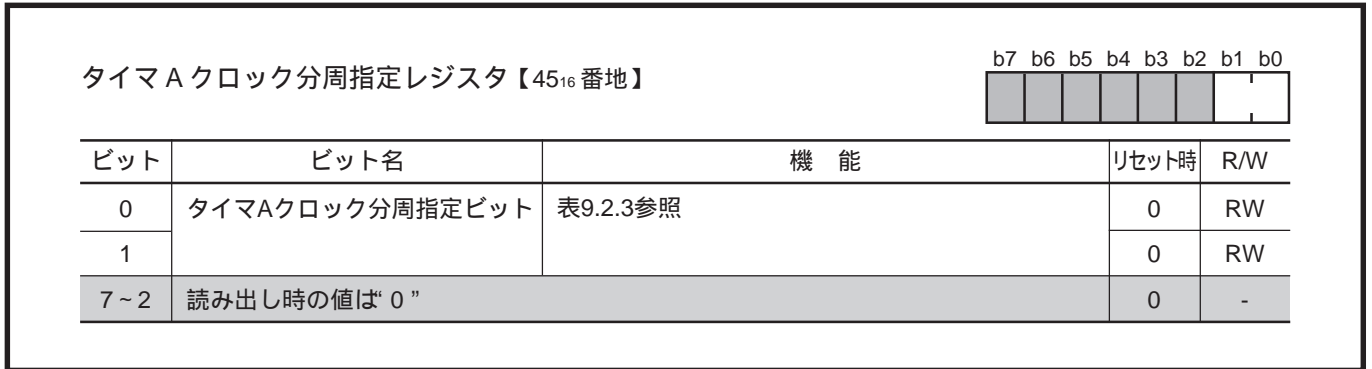 b7 b6 b5 b4 b3 b2 b1 b0
タイマ A クロック分周指定レジスタ【4516 番地】
ビット ビット名 機 能 リセット時 R/W
0 タイマAクロック分周指定ビット 表9.2.3参照 0 RW
1 0 RW
7 ~ 2 読み出し時の値は“ 0 ” 0 -